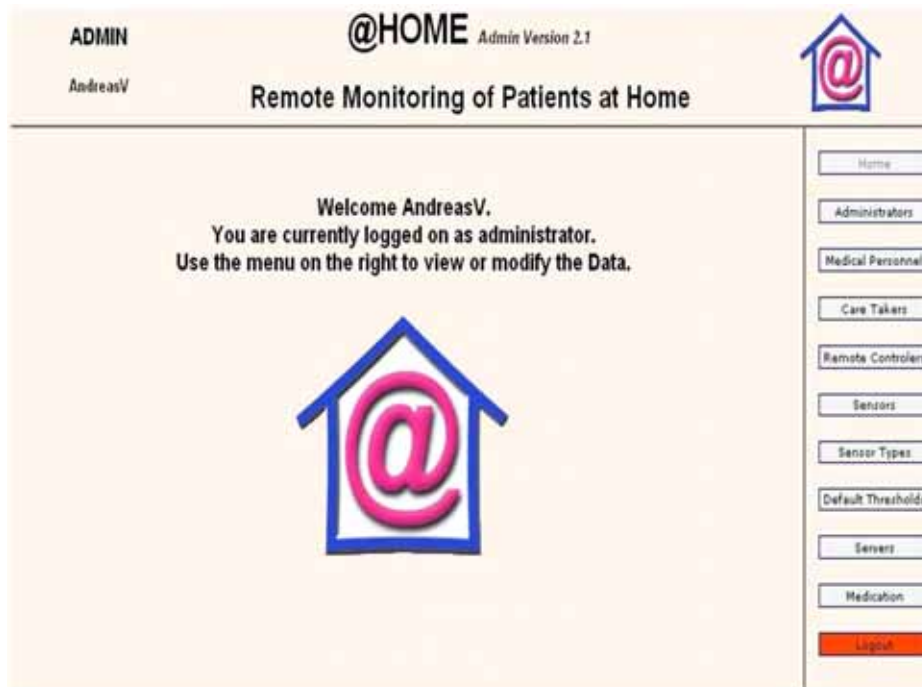 ADMIN
@HOME Admin Version 2.1
AndreasV
Remote Monitoring of Patients at Home
@
Welcome AndreasV.
You are currently logged on as administrator.
Use the menu on the right to view or modify the Data.
@
Home
Administrators
Medical Personnel
Care Takers
Remote Controlers
Sensors
Sensor Types
Default Thresholds
Servers
Medication
Logout